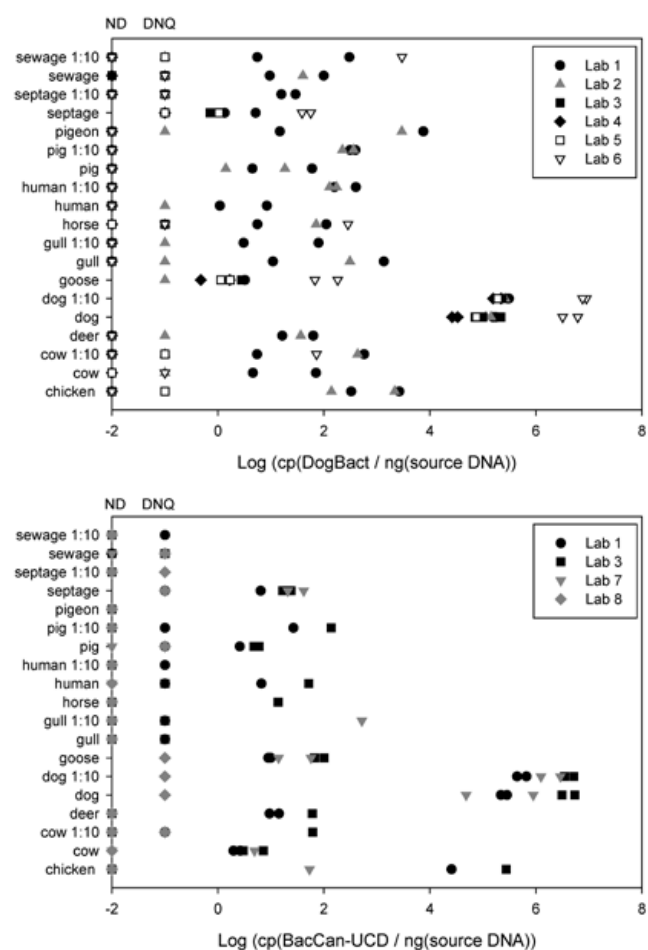 ND DNQ
sewage 1:10
sewage
septage 1:10
septage
pigeon
pig 1:10
pig
human 1:10
human
horse
gull 1:10
gull
goose
dog 1:10
dog
deer
cow 1:10
cow
chicken
Lab 1
Lab 2
Lab 3
Lab 4
Lab 5
Lab 6
-2 0 2 4 6 8
Log (cp(DogBact / ng(source DNA))
ND DNQ
sewage 1:10
sewage
septage 1:10
septage
pigeon
pig 1:10
pig
human 1:10
human
horse
gull 1:10
gull
goose
dog 1:10
dog
deer
cow 1:10
cow
chicken
Lab 1
Lab 3
Lab 7
Lab 8
-2 0 2 4 6 8
Log (cp(BacCan-UCD / ng(source DNA))